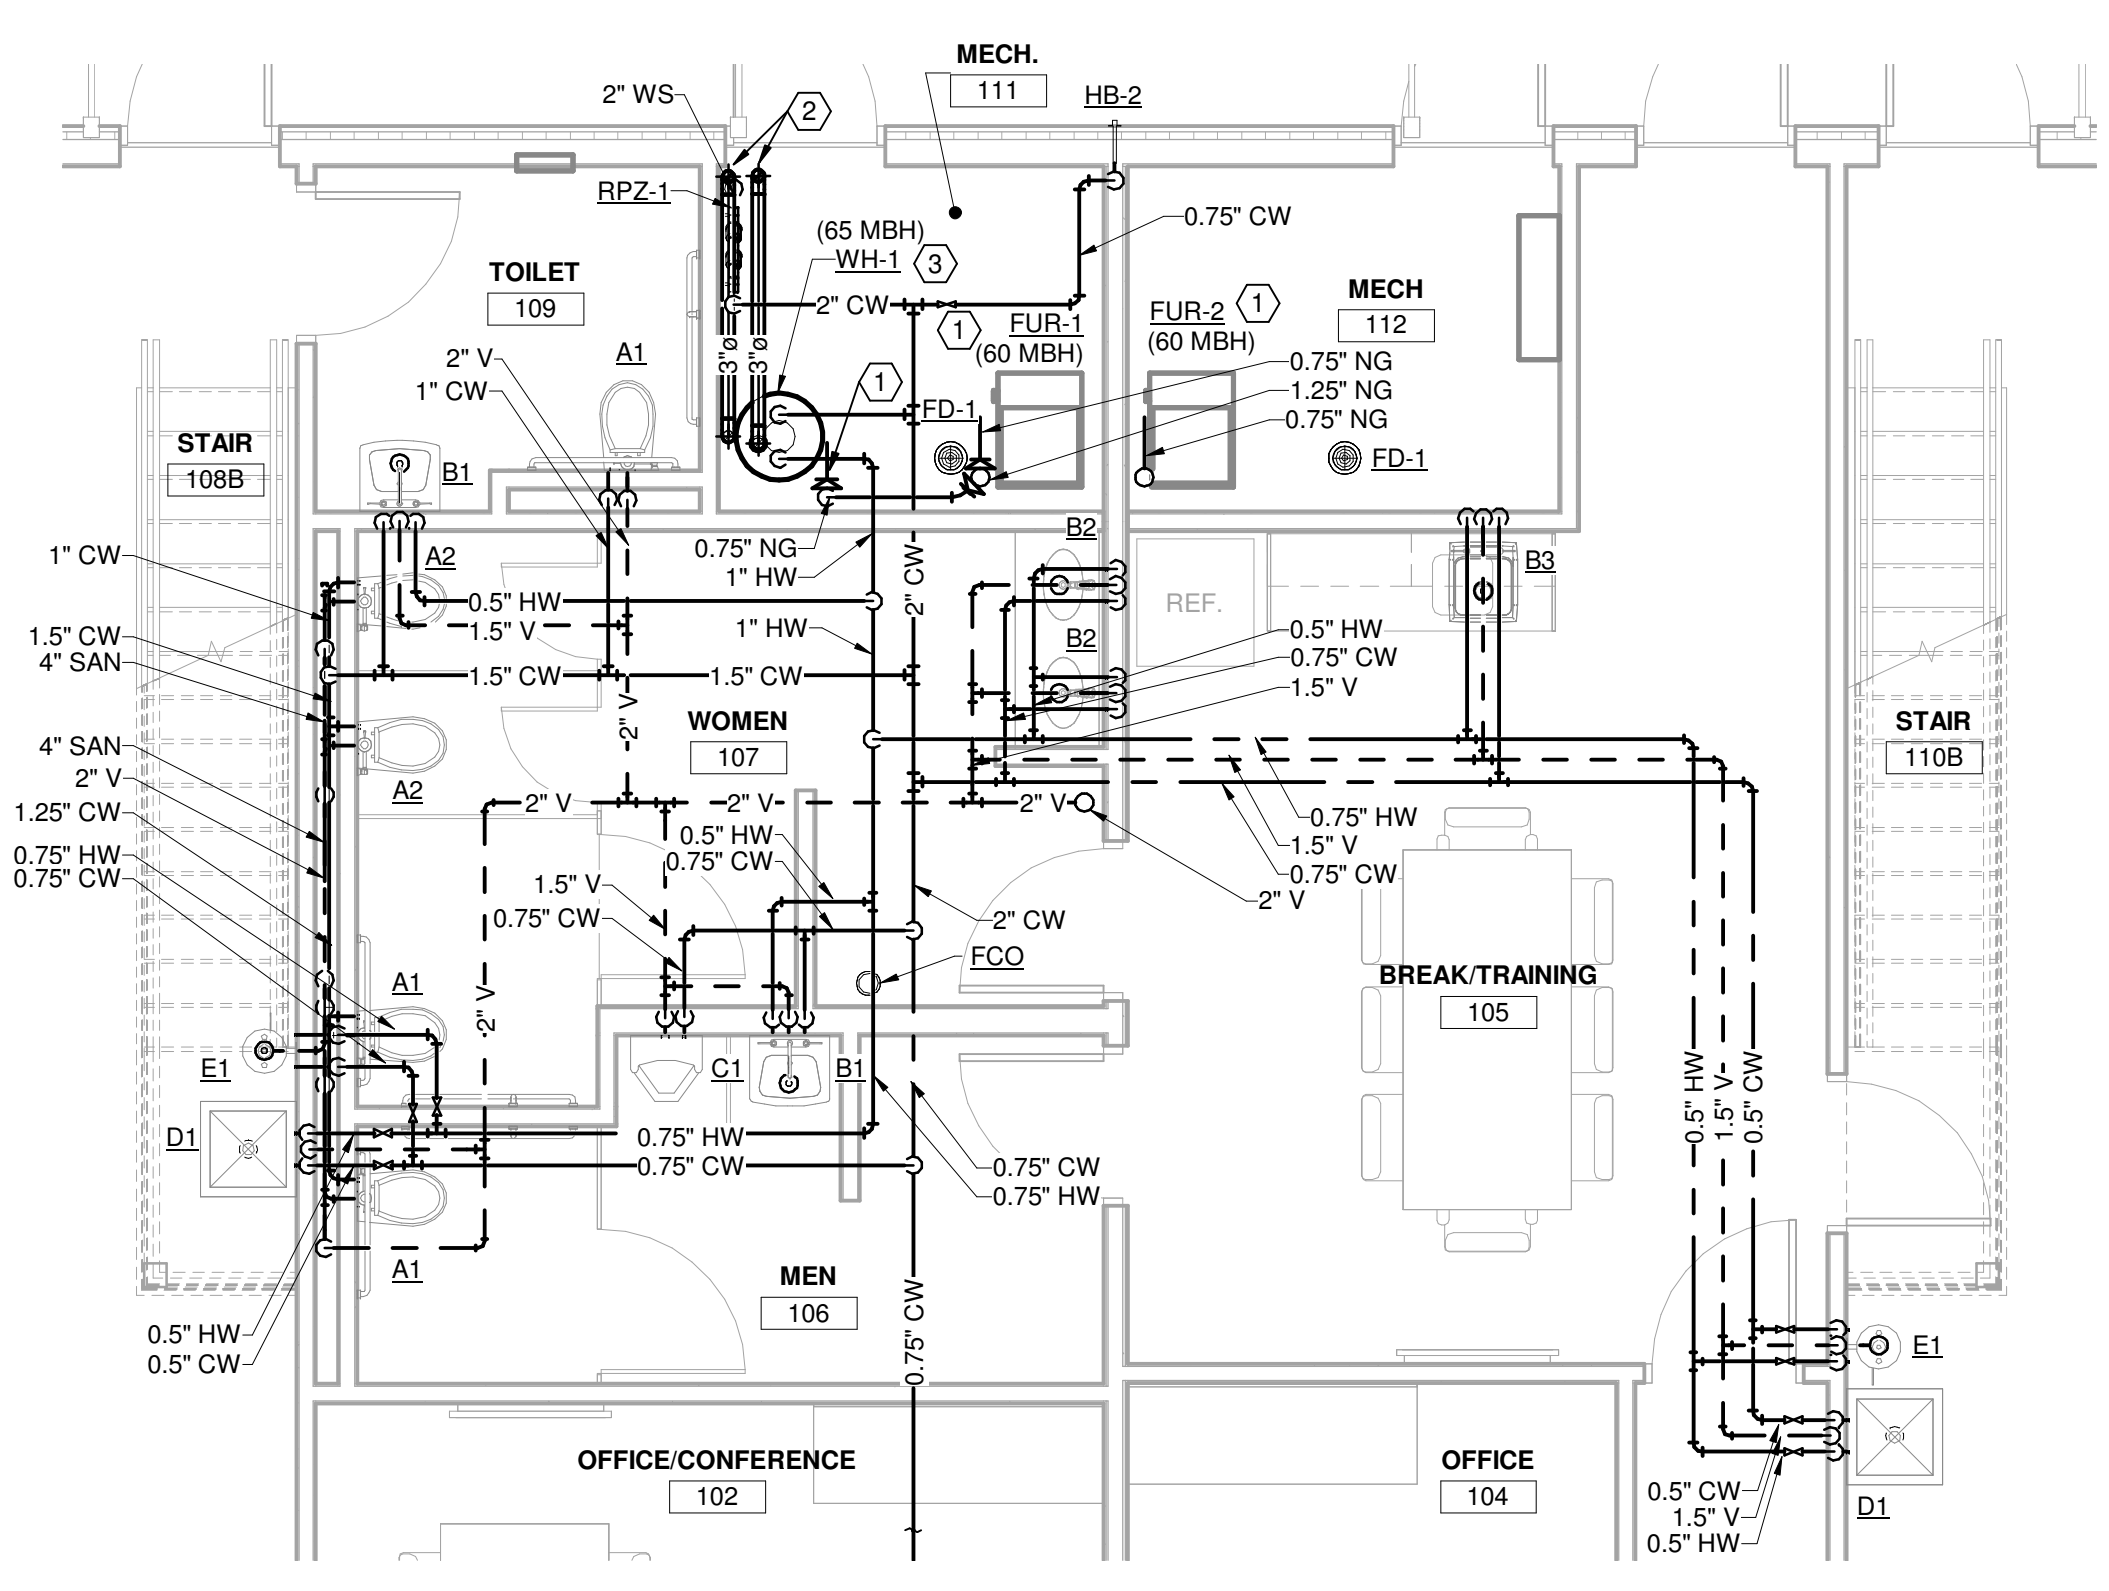 MECH.
111
2" WS
2
HB-2
RPZ-1
0.75" CW
(65 MBH)
WH-1
3
TOILET
109
MECH
112
2" CW
1
FUR-1
(60 MBH)
FUR-2
1
(60 MBH)
3"ø
3"ø
A1
2" V
1" CW
1
FD-1
0.75" NG
1.25" NG
0.75" NG
STAIR
108B
B1
FD-1
1" CW
A2
0.75" NG
1" HW
2" CW
B2
REF.
B3
0.5" HW
1.5" V
1" HW
B2
0.5" HW
0.75" CW
1.5" V
1.5" CW
4" SAN
1.5" CW
1.5" CW
2" V
WOMEN
107
STAIR
110B
4" SAN
2" V
1.25" CW
0.75" HW
0.75" CW
A2
2" V
2" V
2" V
0.5" HW
0.75" CW
1.5" V
0.75" CW
0.75" HW
1.5" V
0.75" CW
2" V
2" CW
FCO
A1
2" V
BREAK/TRAINING
105
E1
C1
B1
0.5" HW
1.5" V
0.5" CW
D1
0.75" HW
0.75" CW
0.75" CW
0.75" HW
A1
MEN
106
0.75" CW
0.5" HW
0.5" CW
E1
OFFICE/CONFERENCE
102
OFFICE
104
0.5" CW
1.5" V
0.5" HW
D1